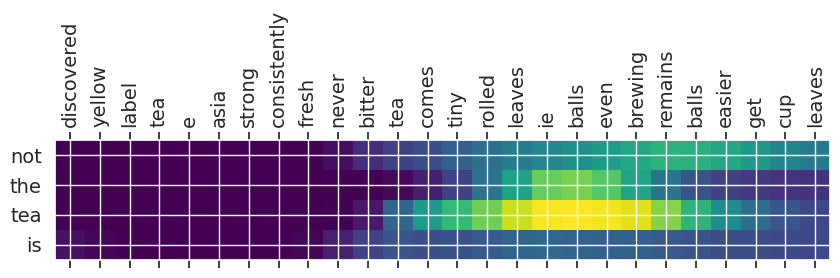 discovered
yellow
label
tea
e
asia
strong
consistently
fresh
never
bitter
tea
comes
tiny
rolled
leaves
ie
balls
even
brewing
remains
balls
easier
get
cup
leaves
not
the
tea
is